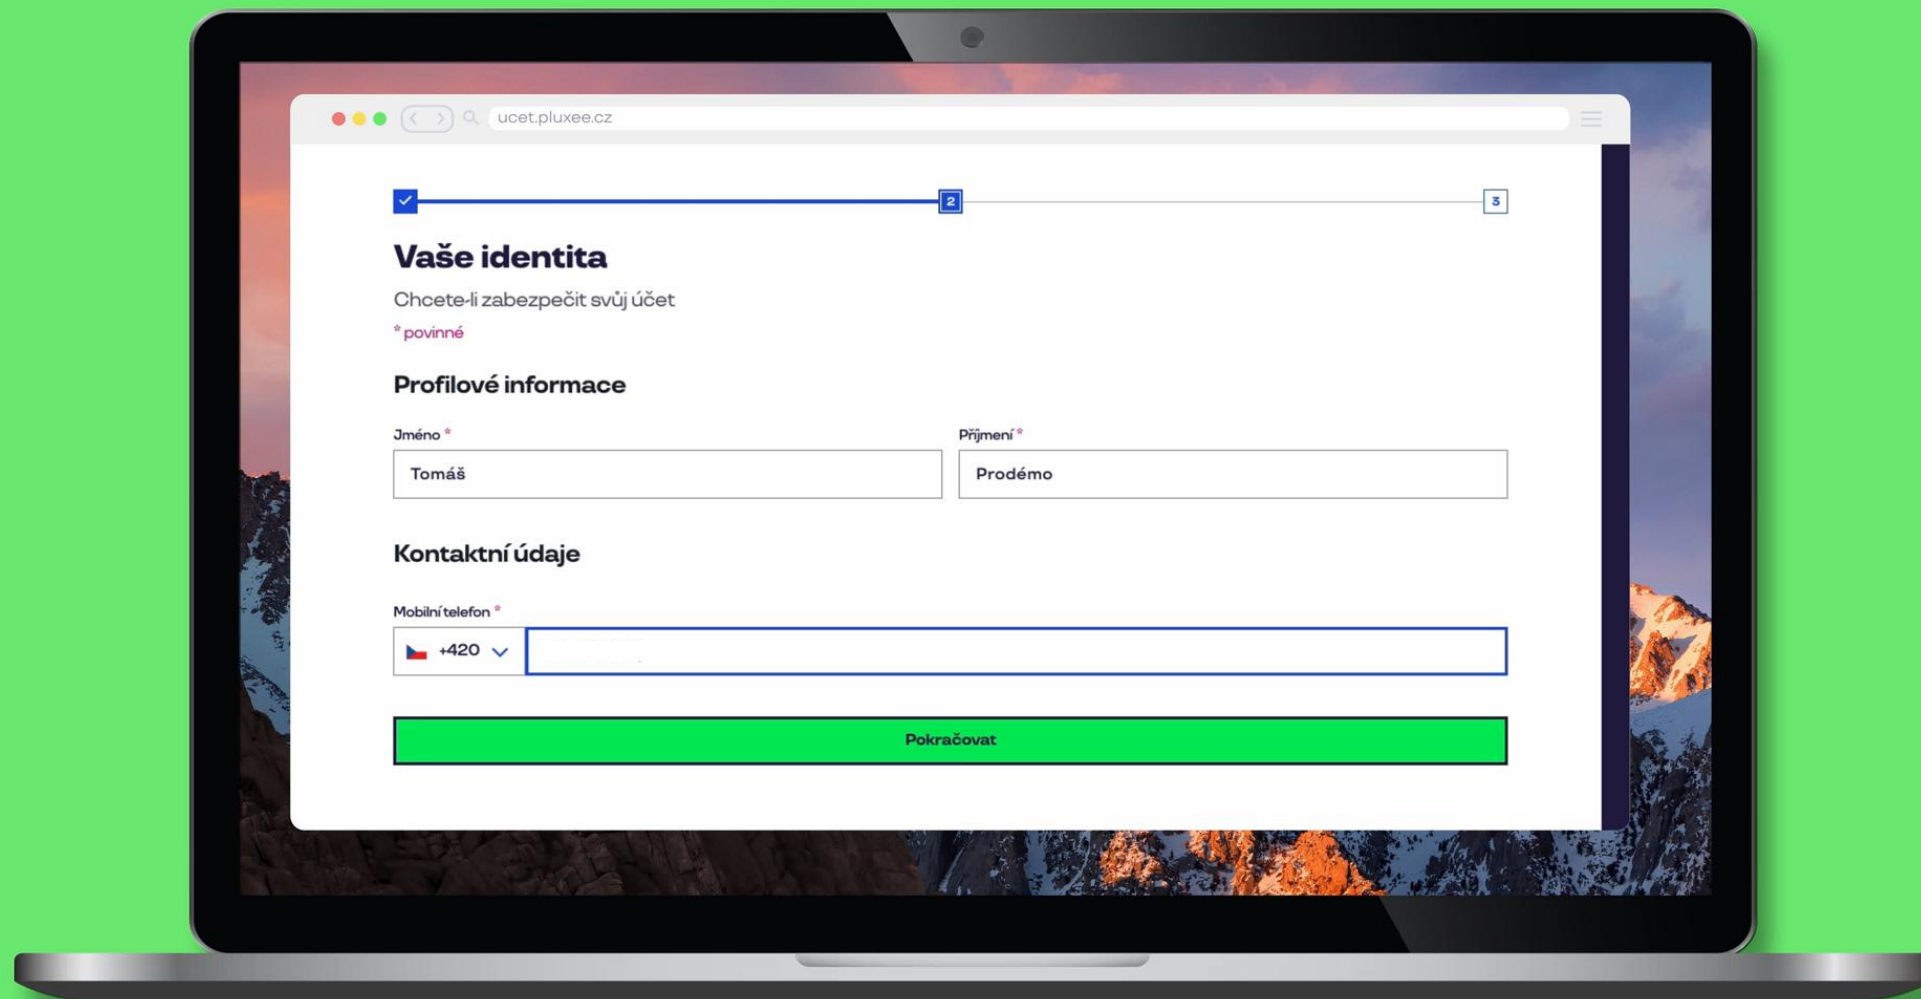 ucet.pluxee.cz
2
3
Vaše identita
Chcete-li zabezpečit svůj účet
* povinné
Profilové informace
Jméno *
Příjmení *
Tomáš
Prodémo
Kontaktní údaje
Mobilní telefon *
+420
Pokračovat